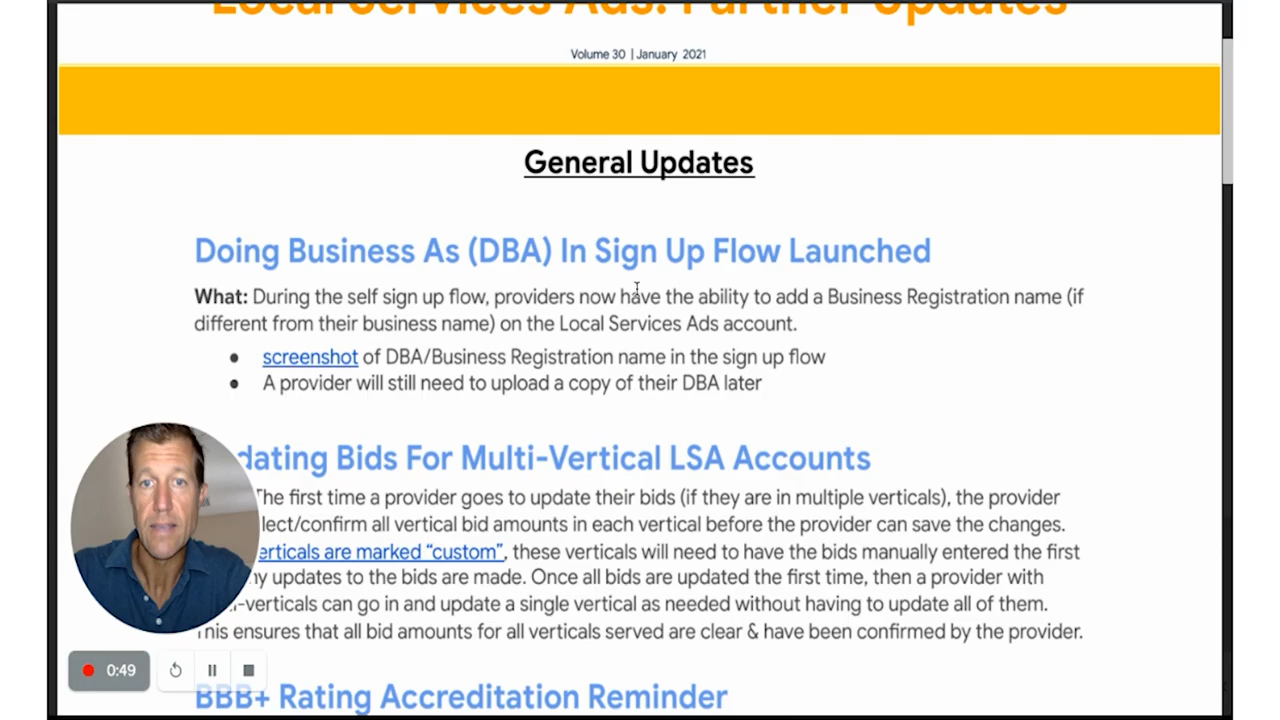 Local Services Ads: Partner Updates
Volume 30 | January 2021
General Updates
Doing Business As (DBA) In Sign Up Flow Launched
What: During the self sign up flow, providers now have the ability to add a Business Registration name (if
different from their business name) on the Local Services Ads account.
● screenshot of DBA/Business Registration name in the sign up flow
● A provider will still need to upload a copy of their DBA later
dating Bids For Multi-Vertical LSA Accounts
The first time a provider goes to update their bids (if they are in multiple verticals), the provider
lect/confirm all vertical bid amounts in each vertical before the provider can save the changes.
erticals are marked “custom”, these verticals will need to have the bids manually entered the first
ny updates to the bids are made. Once all bids are updated the first time, then a provider with
-verticals can go in and update a single vertical as needed without having to update all of them.
This ensures that all bid amounts for all verticals served are clear & have been confirmed by the provider.
0:49
BBB+ Rating Accreditation Reminder